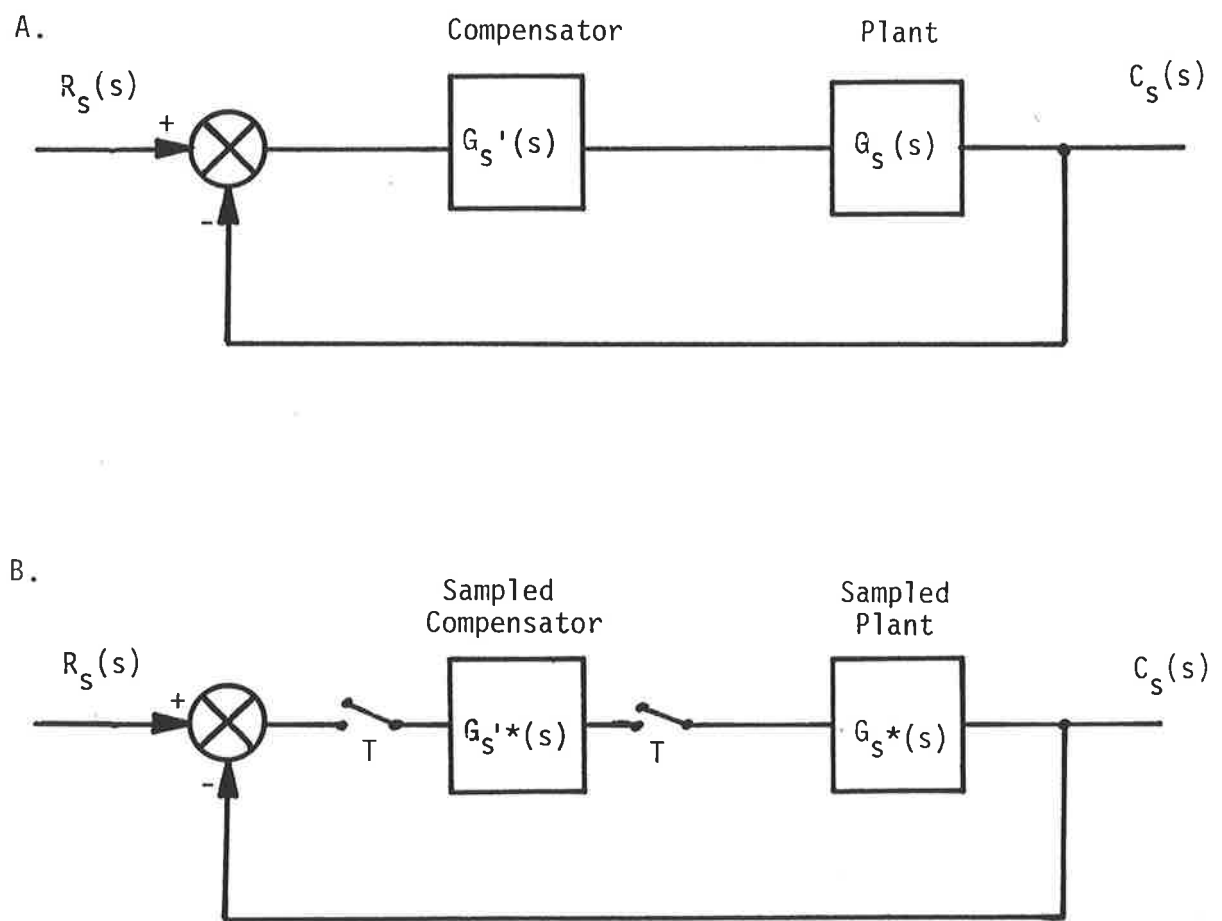 A.
Compensator
Plant
R_s(s)
C_s(s)
+
G_s'(s)
G_s(s)
-
B.
Sampled
Compensator
Sampled
Plant
R_s(s)
C_s(s)
+
T
G_s'*(s)
T
G_s*(s)
-